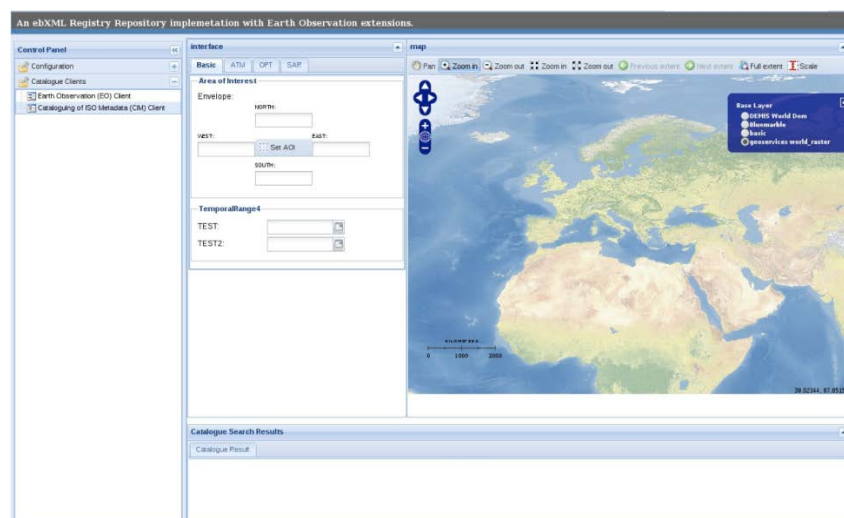 An ebXML Registry Repository implemetation with Earth Observation extensions.
Control Panel
Configuration
Catalogue Clients
Earth Observation (EO) Client
Cataloguing of ISO Metadata (CIM) Client
interface
Basic ATM OPT SAR
Area of Interest
Envelope:
NORTH:
WEST: EAST:
Set AOI
SOUTH:
TemporalRange4
TEST:
TEST2:
map
Pan Zoom in Zoom out Zoom in Zoom out Previous extent Next extent Full extent Scale
Base Layer
DEMIS World Dem
Bluemarble
basic
geoservices world_raster
0 1000 2000
Catalogue Search Results
Catalogue Result